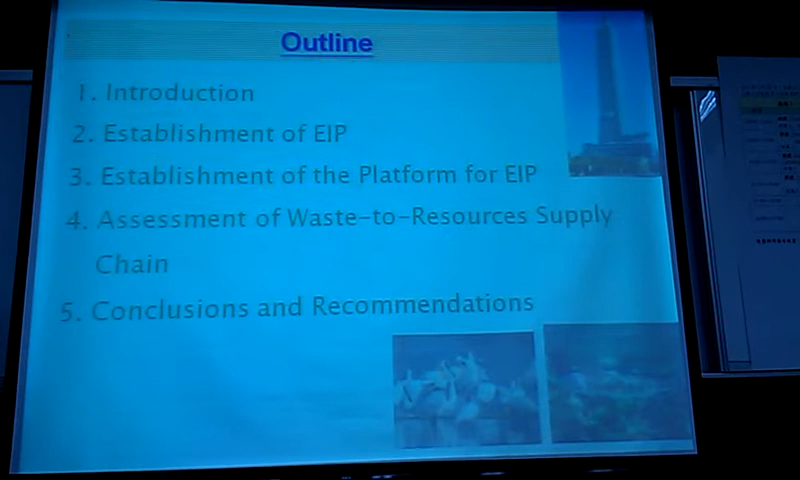 Outline
1. Introduction
2. Establishment of EIP
3. Establishment of the Platform for EIP
4. Assessment of Waste-to-Resources Supply
Chain
5. Conclusions and Recommendations